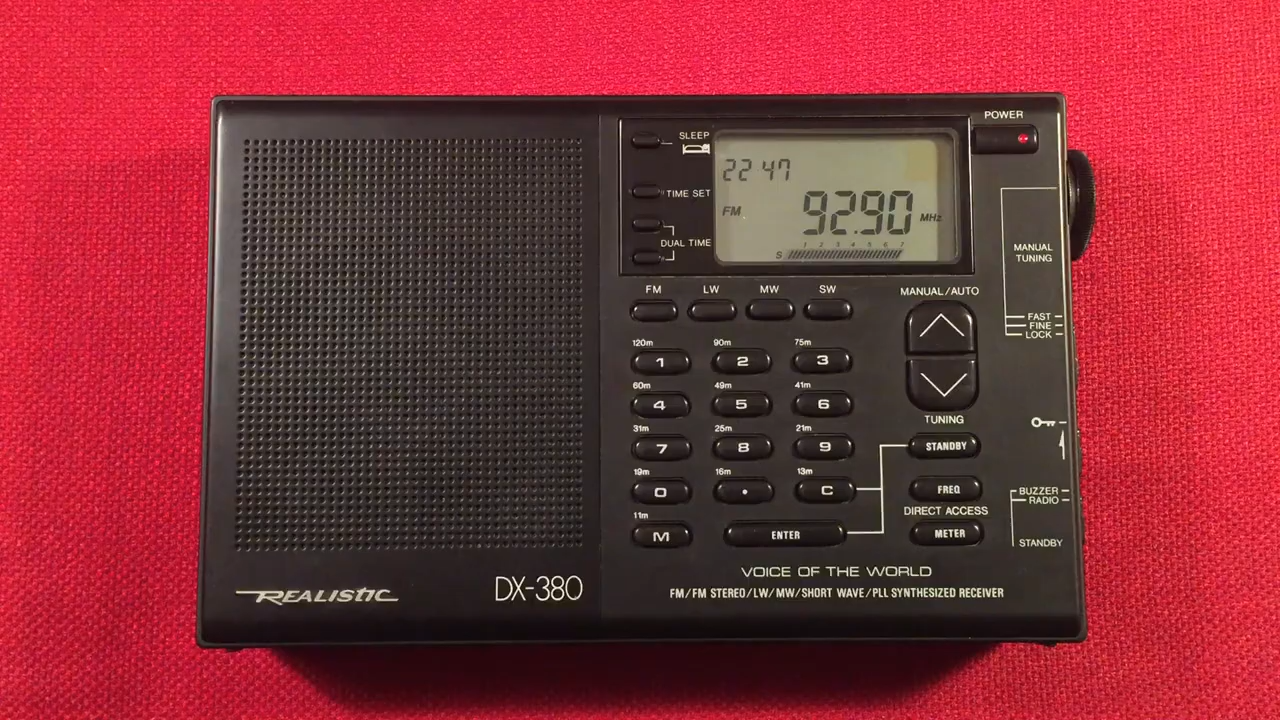 POWER
SLEEP
22 47
TIME SET
FM 92.90 MHz
DUAL TIME
1 2 3 4 5 6 7
S
MANUAL
TUNING
FM LW MW SW
MANUAL/AUTO
FAST
FINE
LOCK
120m 90m 75m
1 2 3
60m 49m 41m
4 5 6
TUNING
31m 25m 21m
7 8 9
STANDBY
19m 16m 13m
0 • C
FREQ
BUZZER
RADIO
DIRECT ACCESS
11m
M ENTER
METER
STANDBY
VOICE OF THE WORLD
REALISTIC
DX-380
FM/FM STEREO/LW/MW/SHORT WAVE/PLL SYNTHESIZED RECEIVER